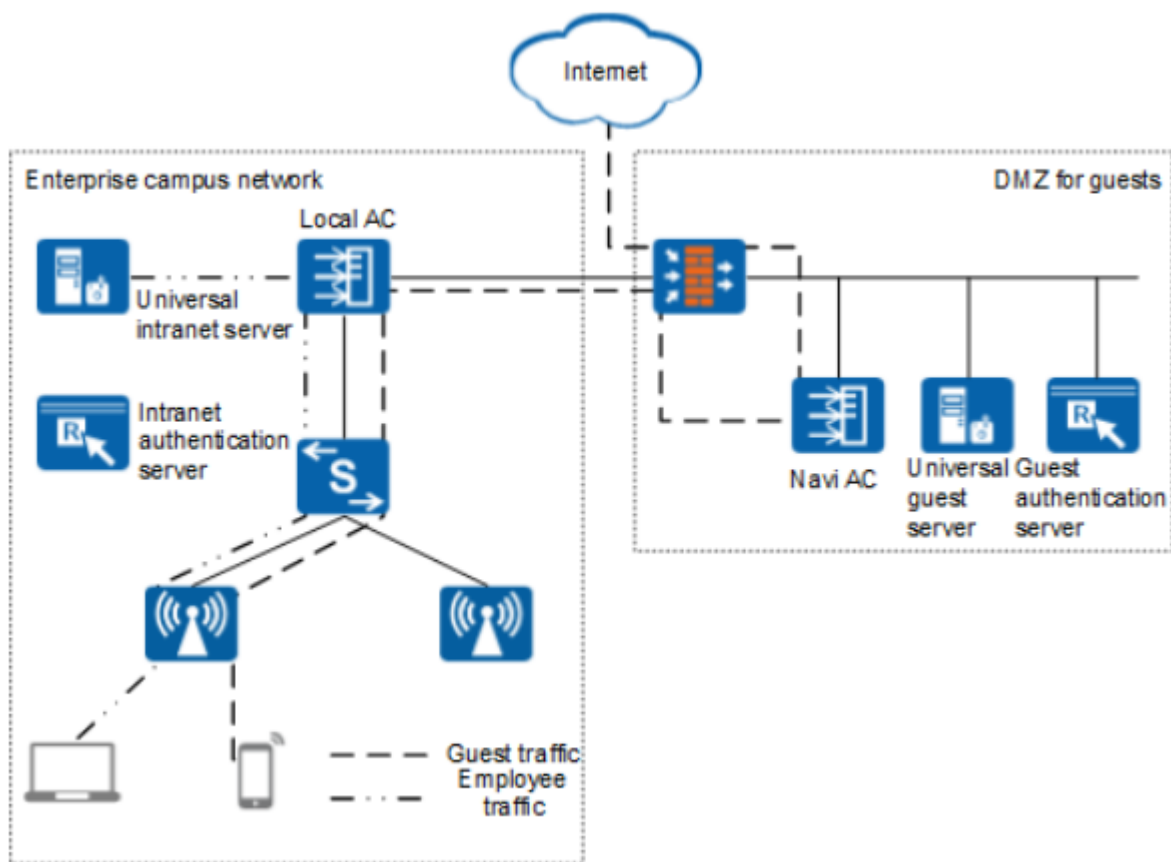 Internet
Enterprise campus network
DMZ for guests
Local AC
Universal
intranet server
Intranet
authentication
server
R
S
Navi AC
Universal
guest
server
Guest
authentication
server
R
Guest traffic
Employee
traffic